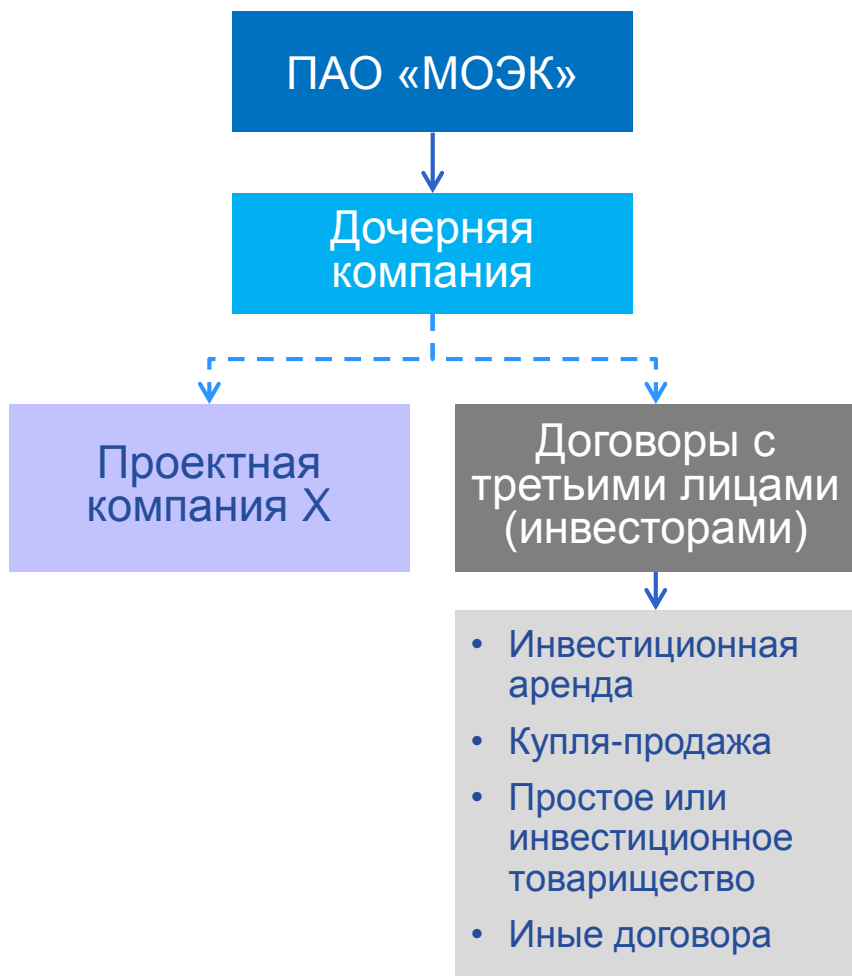 ПАО «МОЭК»
Дочерняя
компания
Проектная
компания X
Договоры с
третьими лицами
(инвесторами)
• Инвестиционная
аренда
• Купля-продажа
• Простое или
инвестиционное
товарищество
• Иные договора